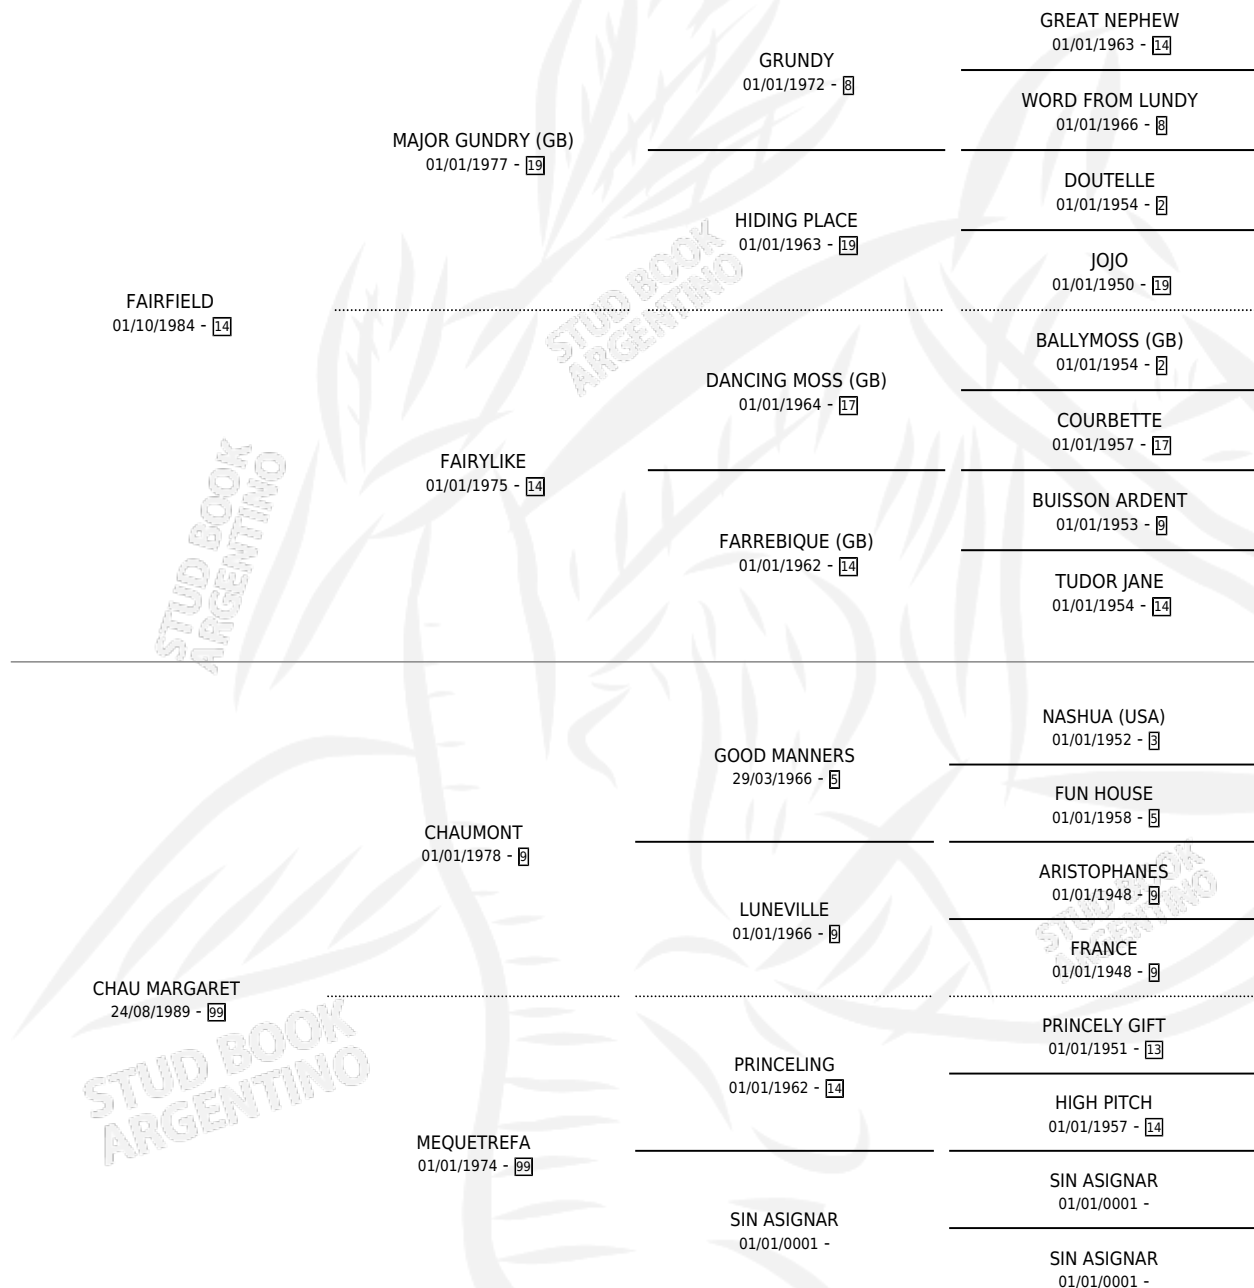 GREAT NEPHEW
01/01/1963 - 14
GRUNDY
01/01/1972 - 8
WORD FROM LUNDY
01/01/1966 - 8
MAJOR GUNDRY (GB)
01/01/1977 - 19
DOUTELLE
01/01/1954 - 2
HIDING PLACE
01/01/1963 - 19
JOJO
01/01/1950 - 19
FAIRFIELD
01/10/1984 - 14
STUD BOOK
ARGENTINO
BALLYMOSS (GB)
01/01/1954 - 2
DANCING MOSS (GB)
01/01/1964 - 17
COURBETTE
01/01/1957 - 17
FAIRYLIKE
01/01/1975 - 14
BUISSON ARDENT
01/01/1953 - 9
FARREBIQUE (GB)
01/01/1962 - 14
TUDOR JANE
01/01/1954 - 14
STUD BOOK
ARGENTINO
NASHUA (USA)
01/01/1952 - 3
GOOD MANNERS
29/03/1966 - 5
FUN HOUSE
01/01/1958 - 5
CHAUMONT
01/01/1978 - 9
ARISTOPHANES
01/01/1948 - 9
LUNEVILLE
01/01/1966 - 9
STUD BOOK
ARGENTINO
FRANCE
01/01/1948 - 9
CHAU MARGARET
24/08/1989 - 99
STUD BOOK
ARGENTINO
PRINCELY GIFT
01/01/1951 - 13
PRINCELING
01/01/1962 - 14
HIGH PITCH
01/01/1957 - 14
MEQUETREFA
01/01/1974 - 99
SIN ASIGNAR
01/01/0001 -
SIN ASIGNAR
01/01/0001 -
SIN ASIGNAR
01/01/0001 -